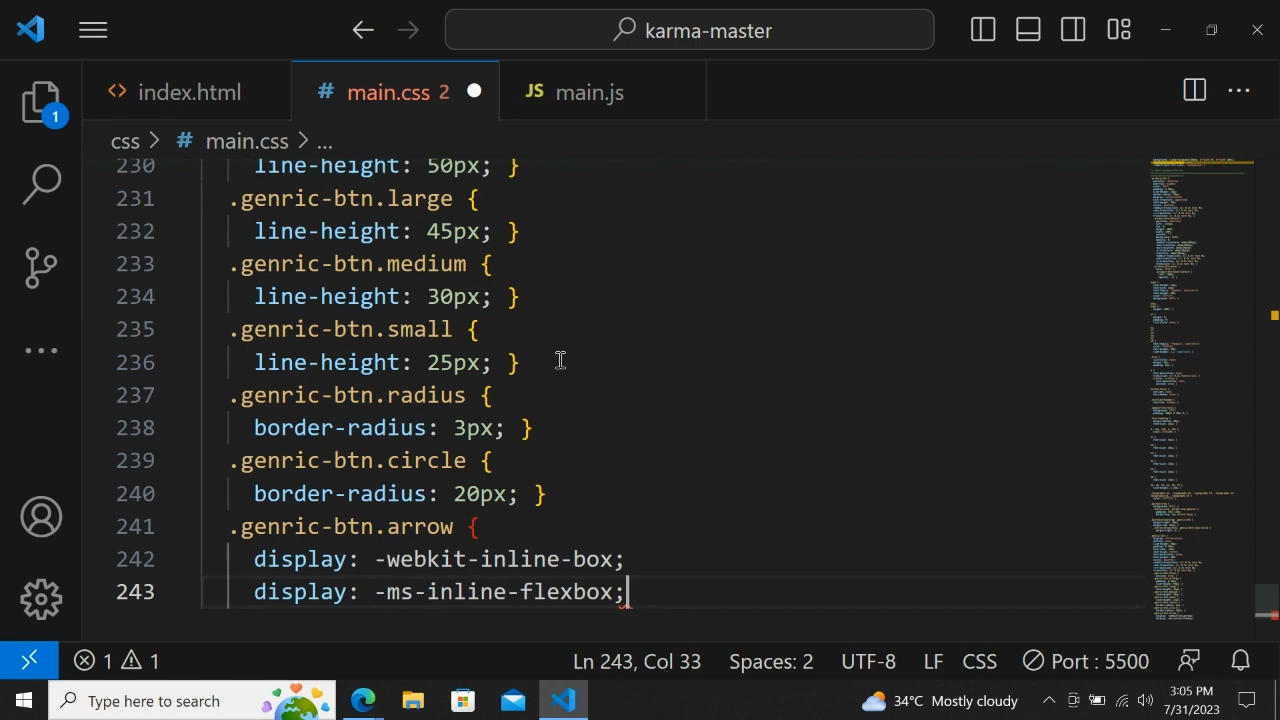 karma-master
1
index.html
# main.css 2
JS main.js
css > # main.css > ...
230 line-height: 50px; }
231 .genric-btn.large {
232 line-height: 45px; }
233 .genric-btn.medium {
234 line-height: 30px; }
235 .genric-btn.small {
236 line-height: 25px; }
237 .genric-btn.radius {
238 border-radius: 3px; }
239 .genric-btn.circle {
240 border-radius: 20px; }
241 .genric-btn.arrow {
242 display: -webkit-inline-box;
243 display: -ms-inline-flexbox;
1 1 Ln 243, Col 33 Spaces: 2 UTF-8 LF CSS Port : 5500
Type here to search 34°C Mostly cloudy 3:05 PM
7/31/2023